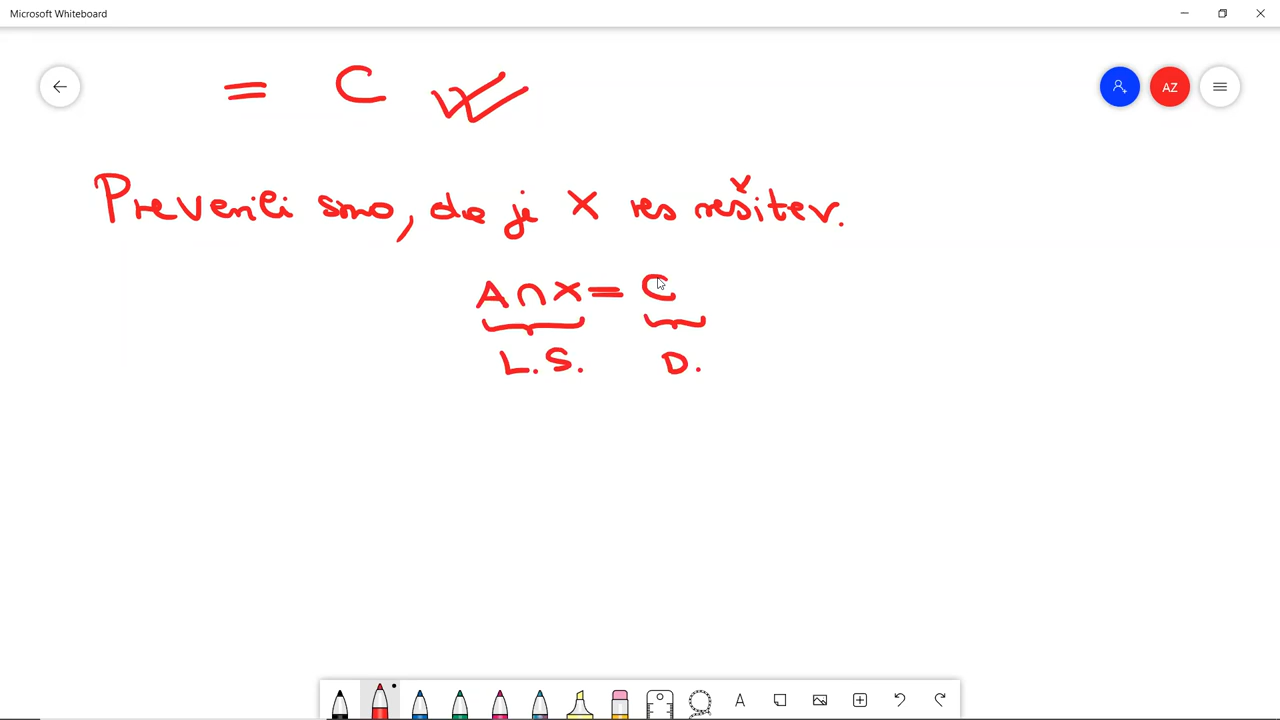 Microsoft Whiteboard
= C
AZ
Preverili smo, da je X res rešitev.
A ∩ X = C
L.S. D.
A